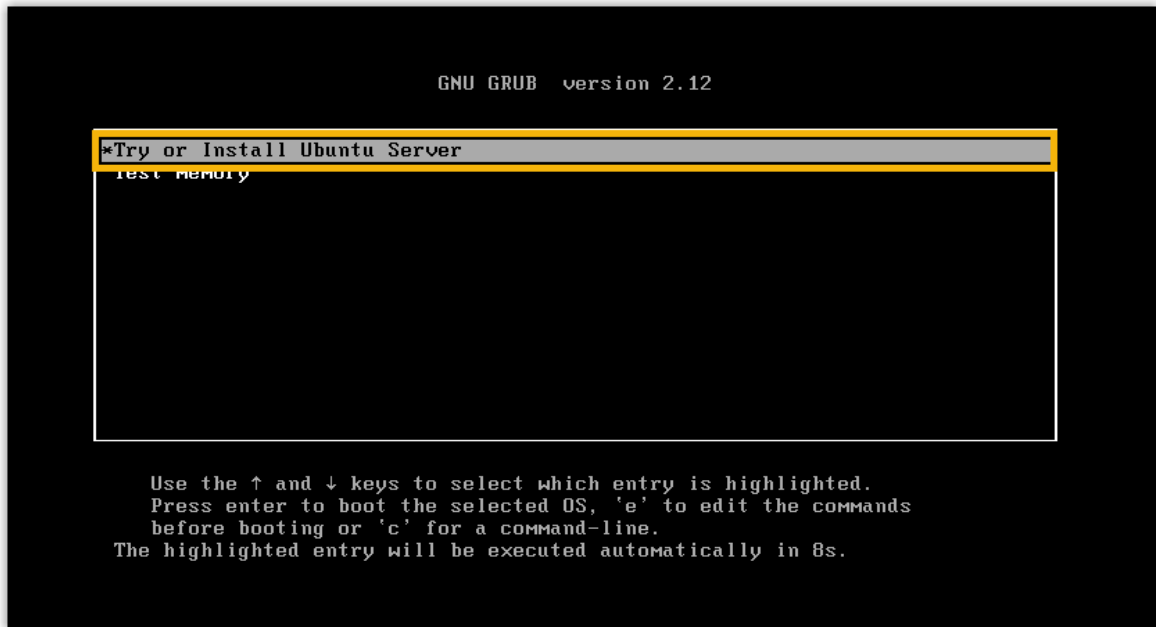 GNU GRUB version 2.12
*Try or Install Ubuntu Server
Test memory
Use the ↑ and ↓ keys to select which entry is highlighted.
Press enter to boot the selected OS, `e' to edit the commands
before booting or `c' for a command-line.
The highlighted entry will be executed automatically in 8s.